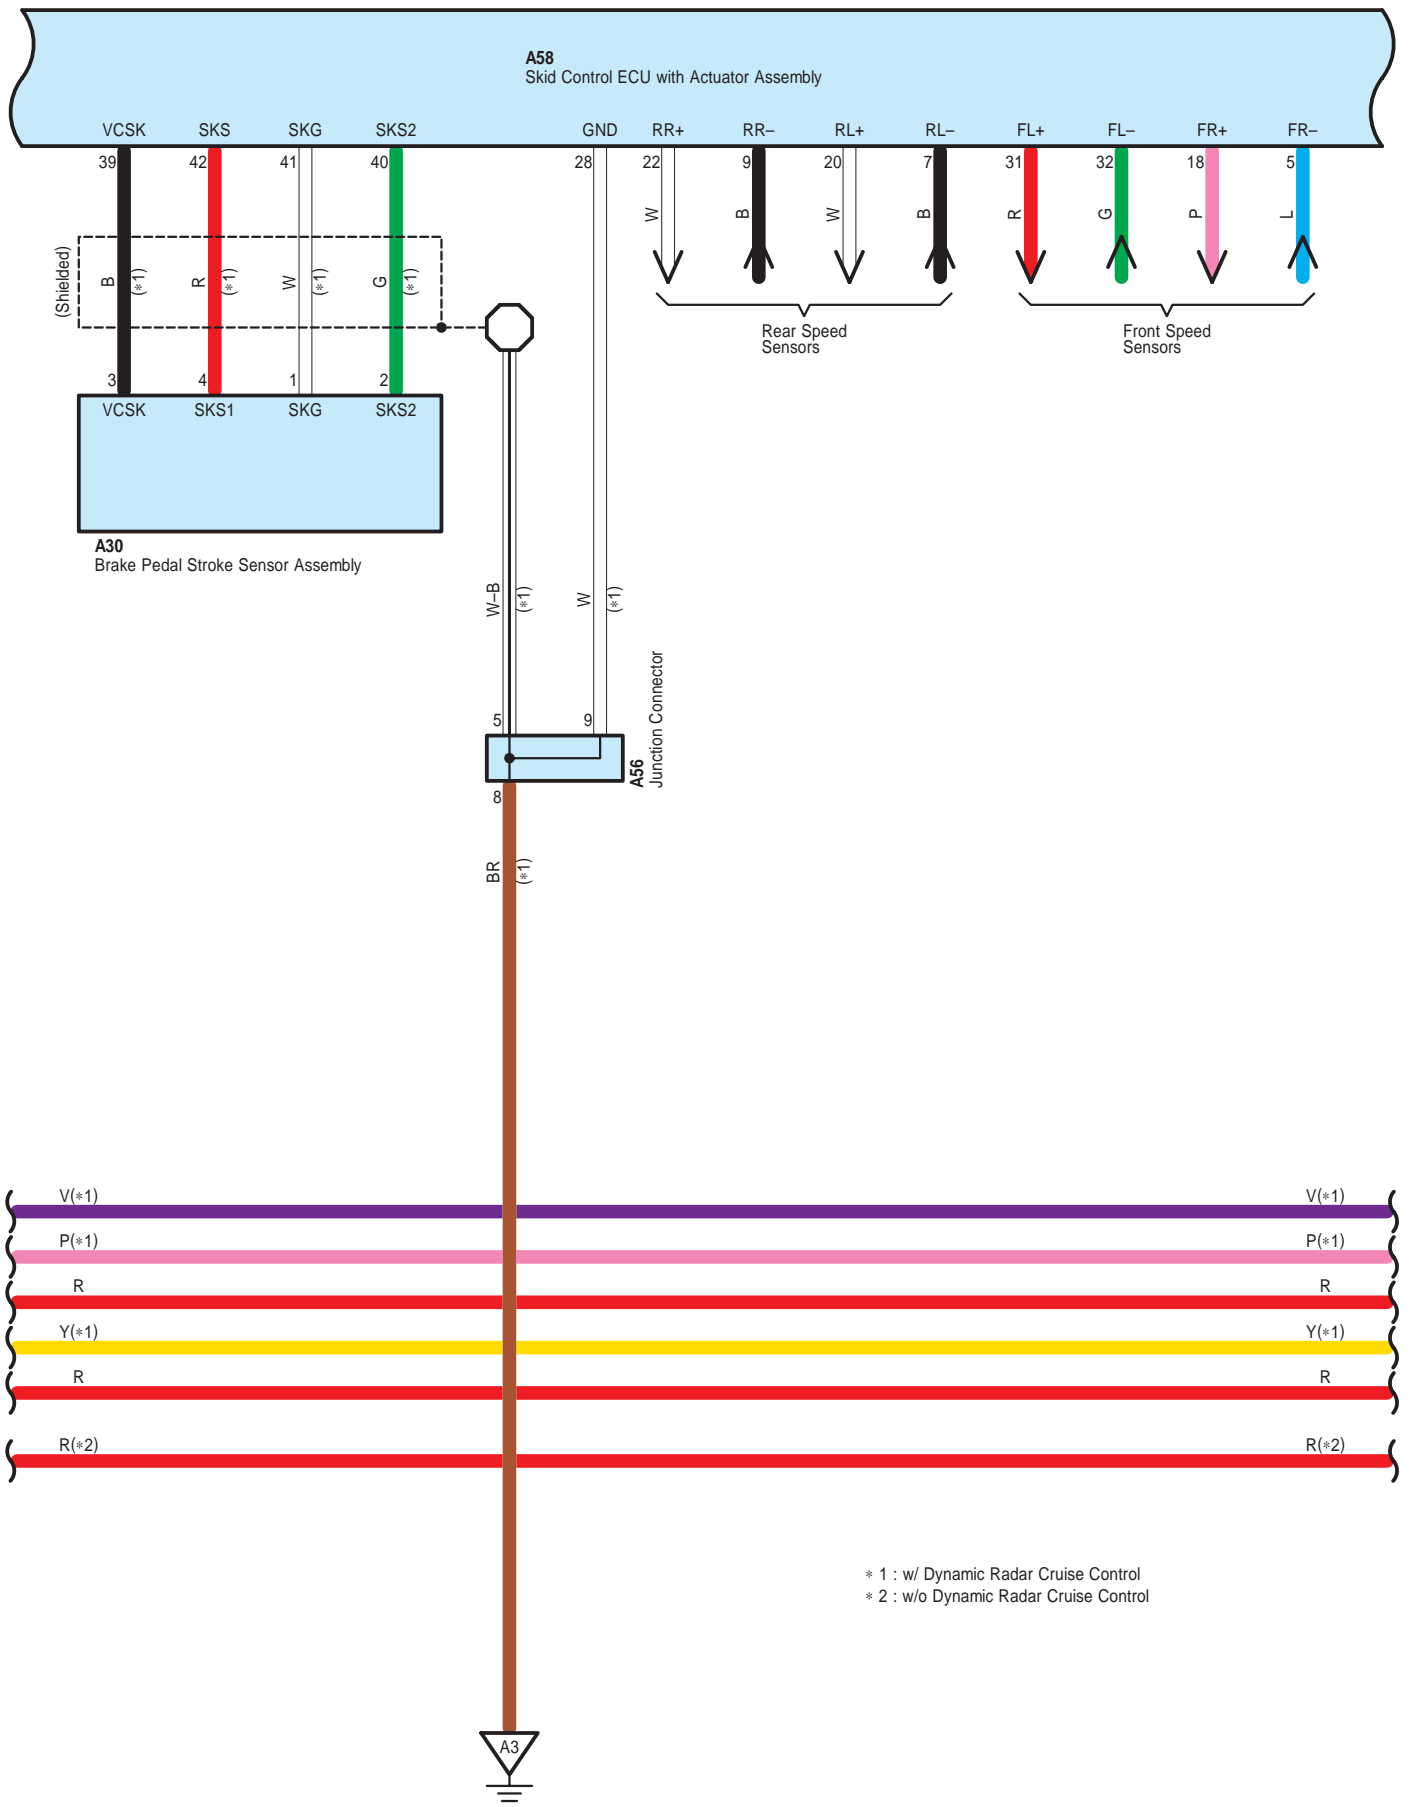 A58
Skid Control ECU with Actuator Assembly
VCSK SKS SKG SKS2 GND RR+ RR– RL+ RL– FL+ FL– FR+ FR–
39 42 41 40 28 22 9 20 7 31 32 18 5
W B W B R G P L
(Shielded)
B (*1) R (*1) W (*1) G (*1)
Rear Speed
Sensors
Front Speed
Sensors
3 4 1 2
VCSK SKS1 SKG SKS2
A30
Brake Pedal Stroke Sensor Assembly
W–B (*1) W (*1)
5 9
A56
Junction Connector
8
BR (*1)
V(*1) V(*1)
P(*1) P(*1)
R R
Y(*1) Y(*1)
R R
R(*2) R(*2)
* 1 : w/ Dynamic Radar Cruise Control
* 2 : w/o Dynamic Radar Cruise Control
A3